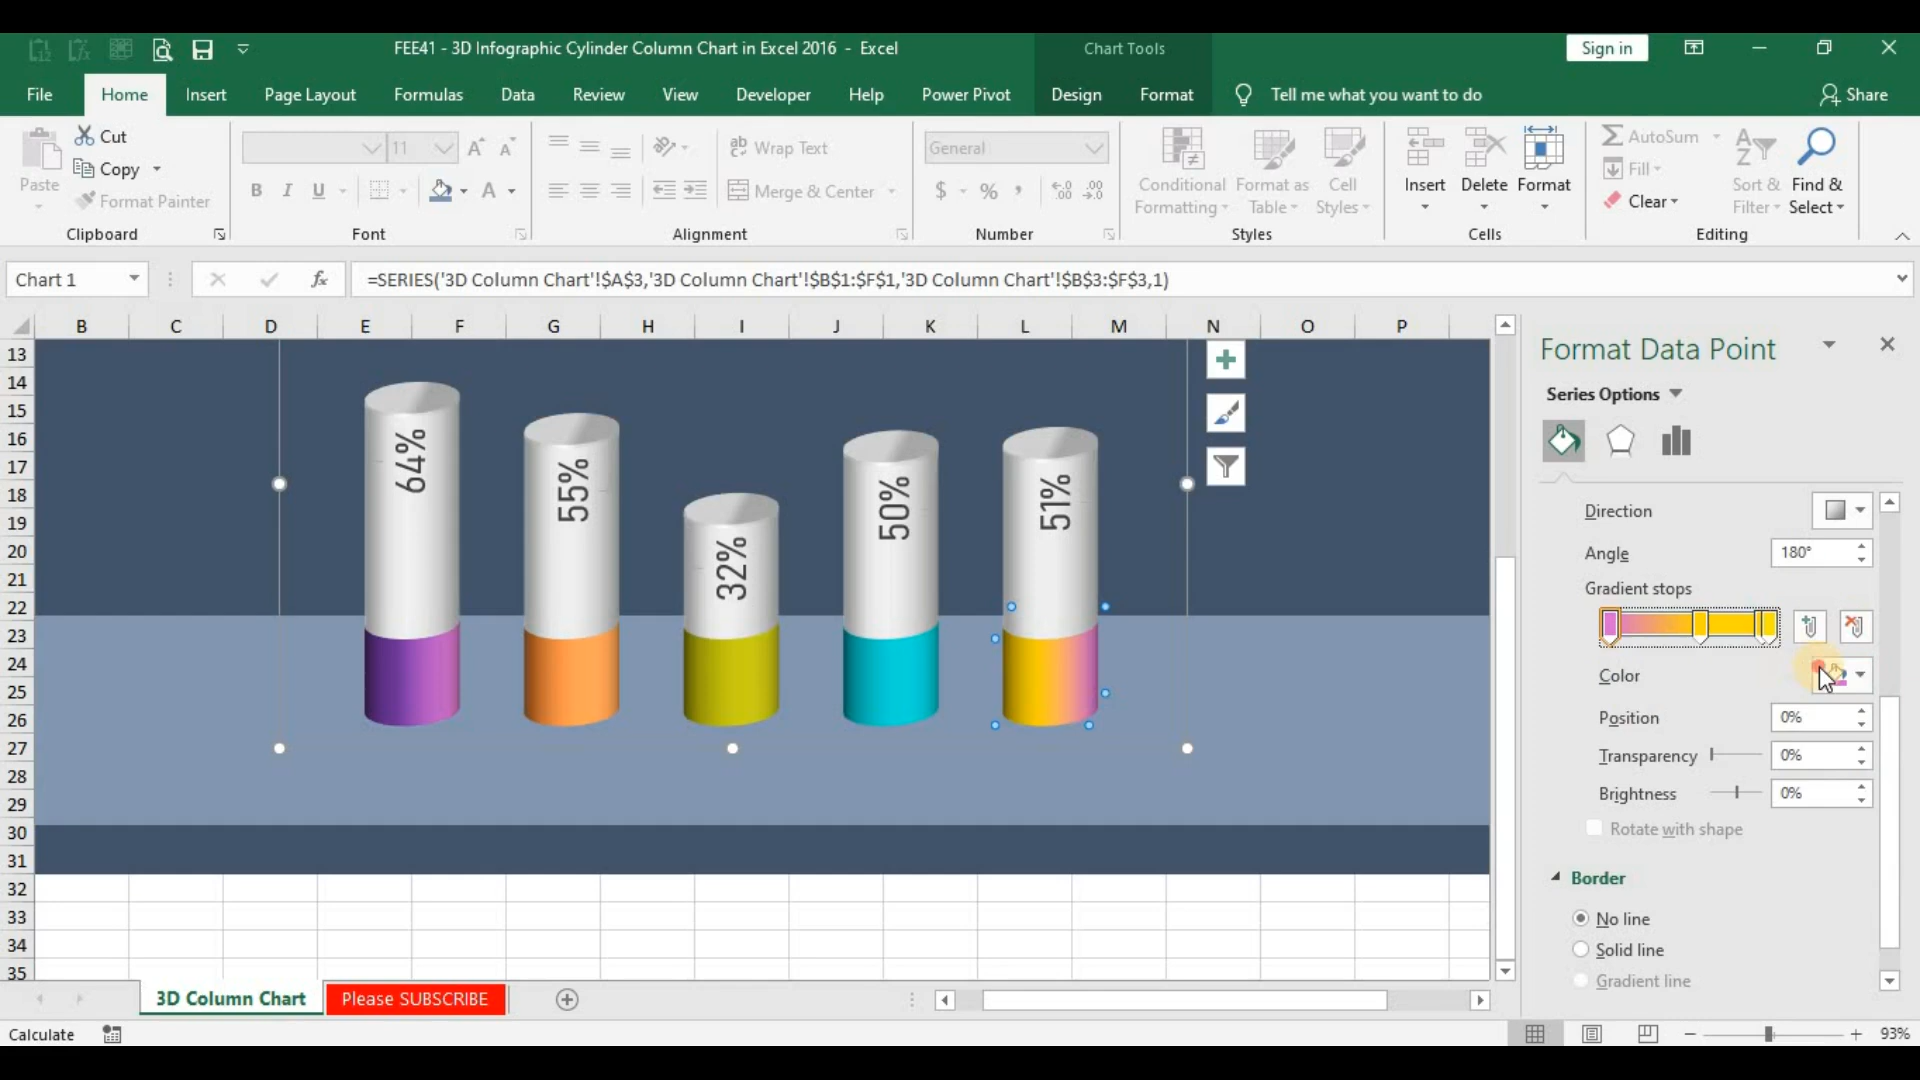 FEE41 - 3D Infographic Cylinder Column Chart in Excel 2016 - Excel
Chart Tools
Sign in
File Home Insert Page Layout Formulas Data Review View Developer Help Power Pivot Design Format Tell me what you want to do Share
Paste
Cut
Copy
Format Painter
Clipboard
11
B I U
Font
Wrap Text
Merge & Center
Alignment
General
$ % ,
Number
Conditional Formatting
Format as Table
Cell Styles
Styles
Insert Delete Format
Cells
AutoSum
Fill
Clear
Sort & Filter
Find & Select
Editing
Chart 1
fx
=SERIES('3D Column Chart'!$A$3,'3D Column Chart'!$B$1:$F$1,'3D Column Chart'!$B$3:$F$3,1)
B C D E F G H I J K L M N O P
13
14
15
16
17
18
19
20
21
22
23
24
25
26
27
28
29
30
31
32
33
34
35
64%
55%
32%
50%
51%
Format Data Point
Series Options
Direction
Angle 180°
Gradient stops
Color
Position 0%
Transparency 0%
Brightness 0%
Rotate with shape
Border
No line
Solid line
Gradient line
3D Column Chart Please SUBSCRIBE
Calculate
93%